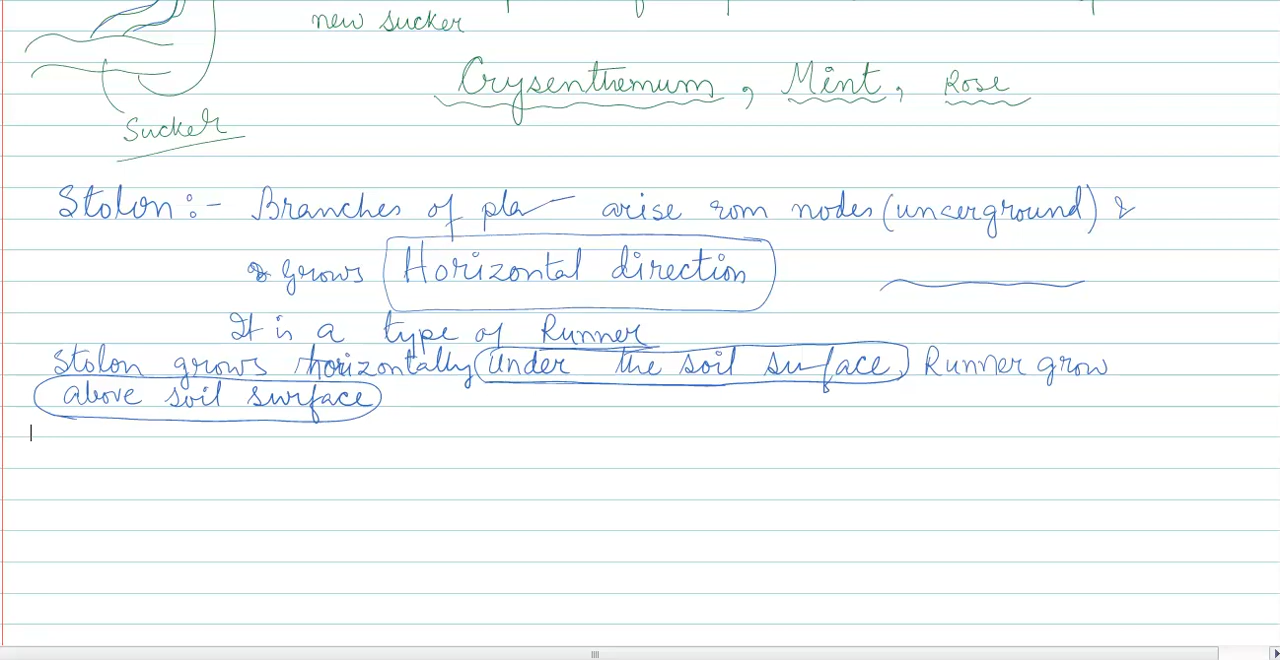 new sucker
Crysenthemum, Mint, Rose
Sucker
Stolon :- Branches of pla arise rom nodes (uncerground) &
& Grows Horizontal direction
It is a type of Runner
Stolon grows horizontally under the soil surface, Runner grow
above soil surface